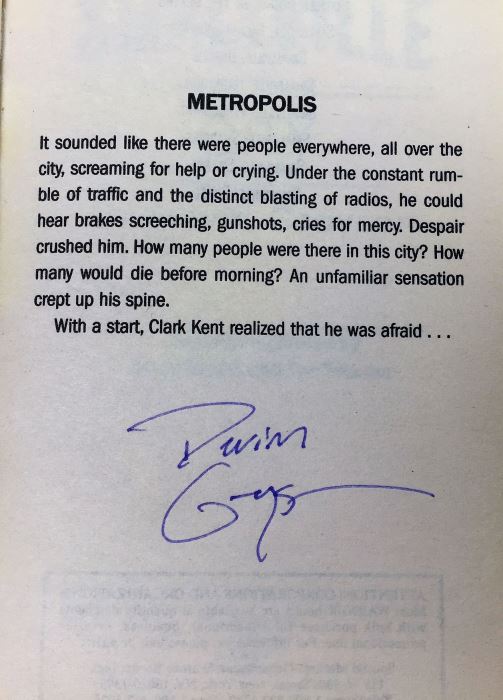 METROPOLIS
It sounded like there were people everywhere, all over the
city, screaming for help or crying. Under the constant rum-
ble of traffic and the distinct blasting of radios, he could
hear brakes screeching, gunshots, cries for mercy. Despair
crushed him. How many people were there in this city? How
many would die before morning? An unfamiliar sensation
crept up his spine.
With a start, Clark Kent realized that he was afraid . . .